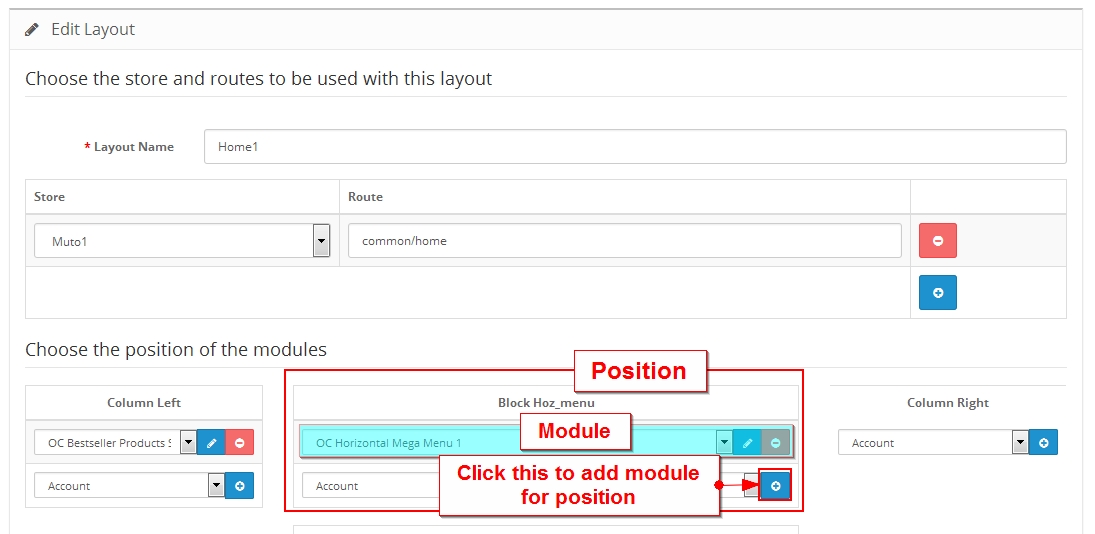 Edit Layout
Choose the store and routes to be used with this layout
* Layout Name
Home1
Store
Route
Muto1
common/home
Choose the position of the modules
Position
Column Left
Block Hoz_menu
Column Right
Module
OC Bestseller Products S
OC Horizontal Mega Menu 1
Account
Click this to add module
for position
Account
Account